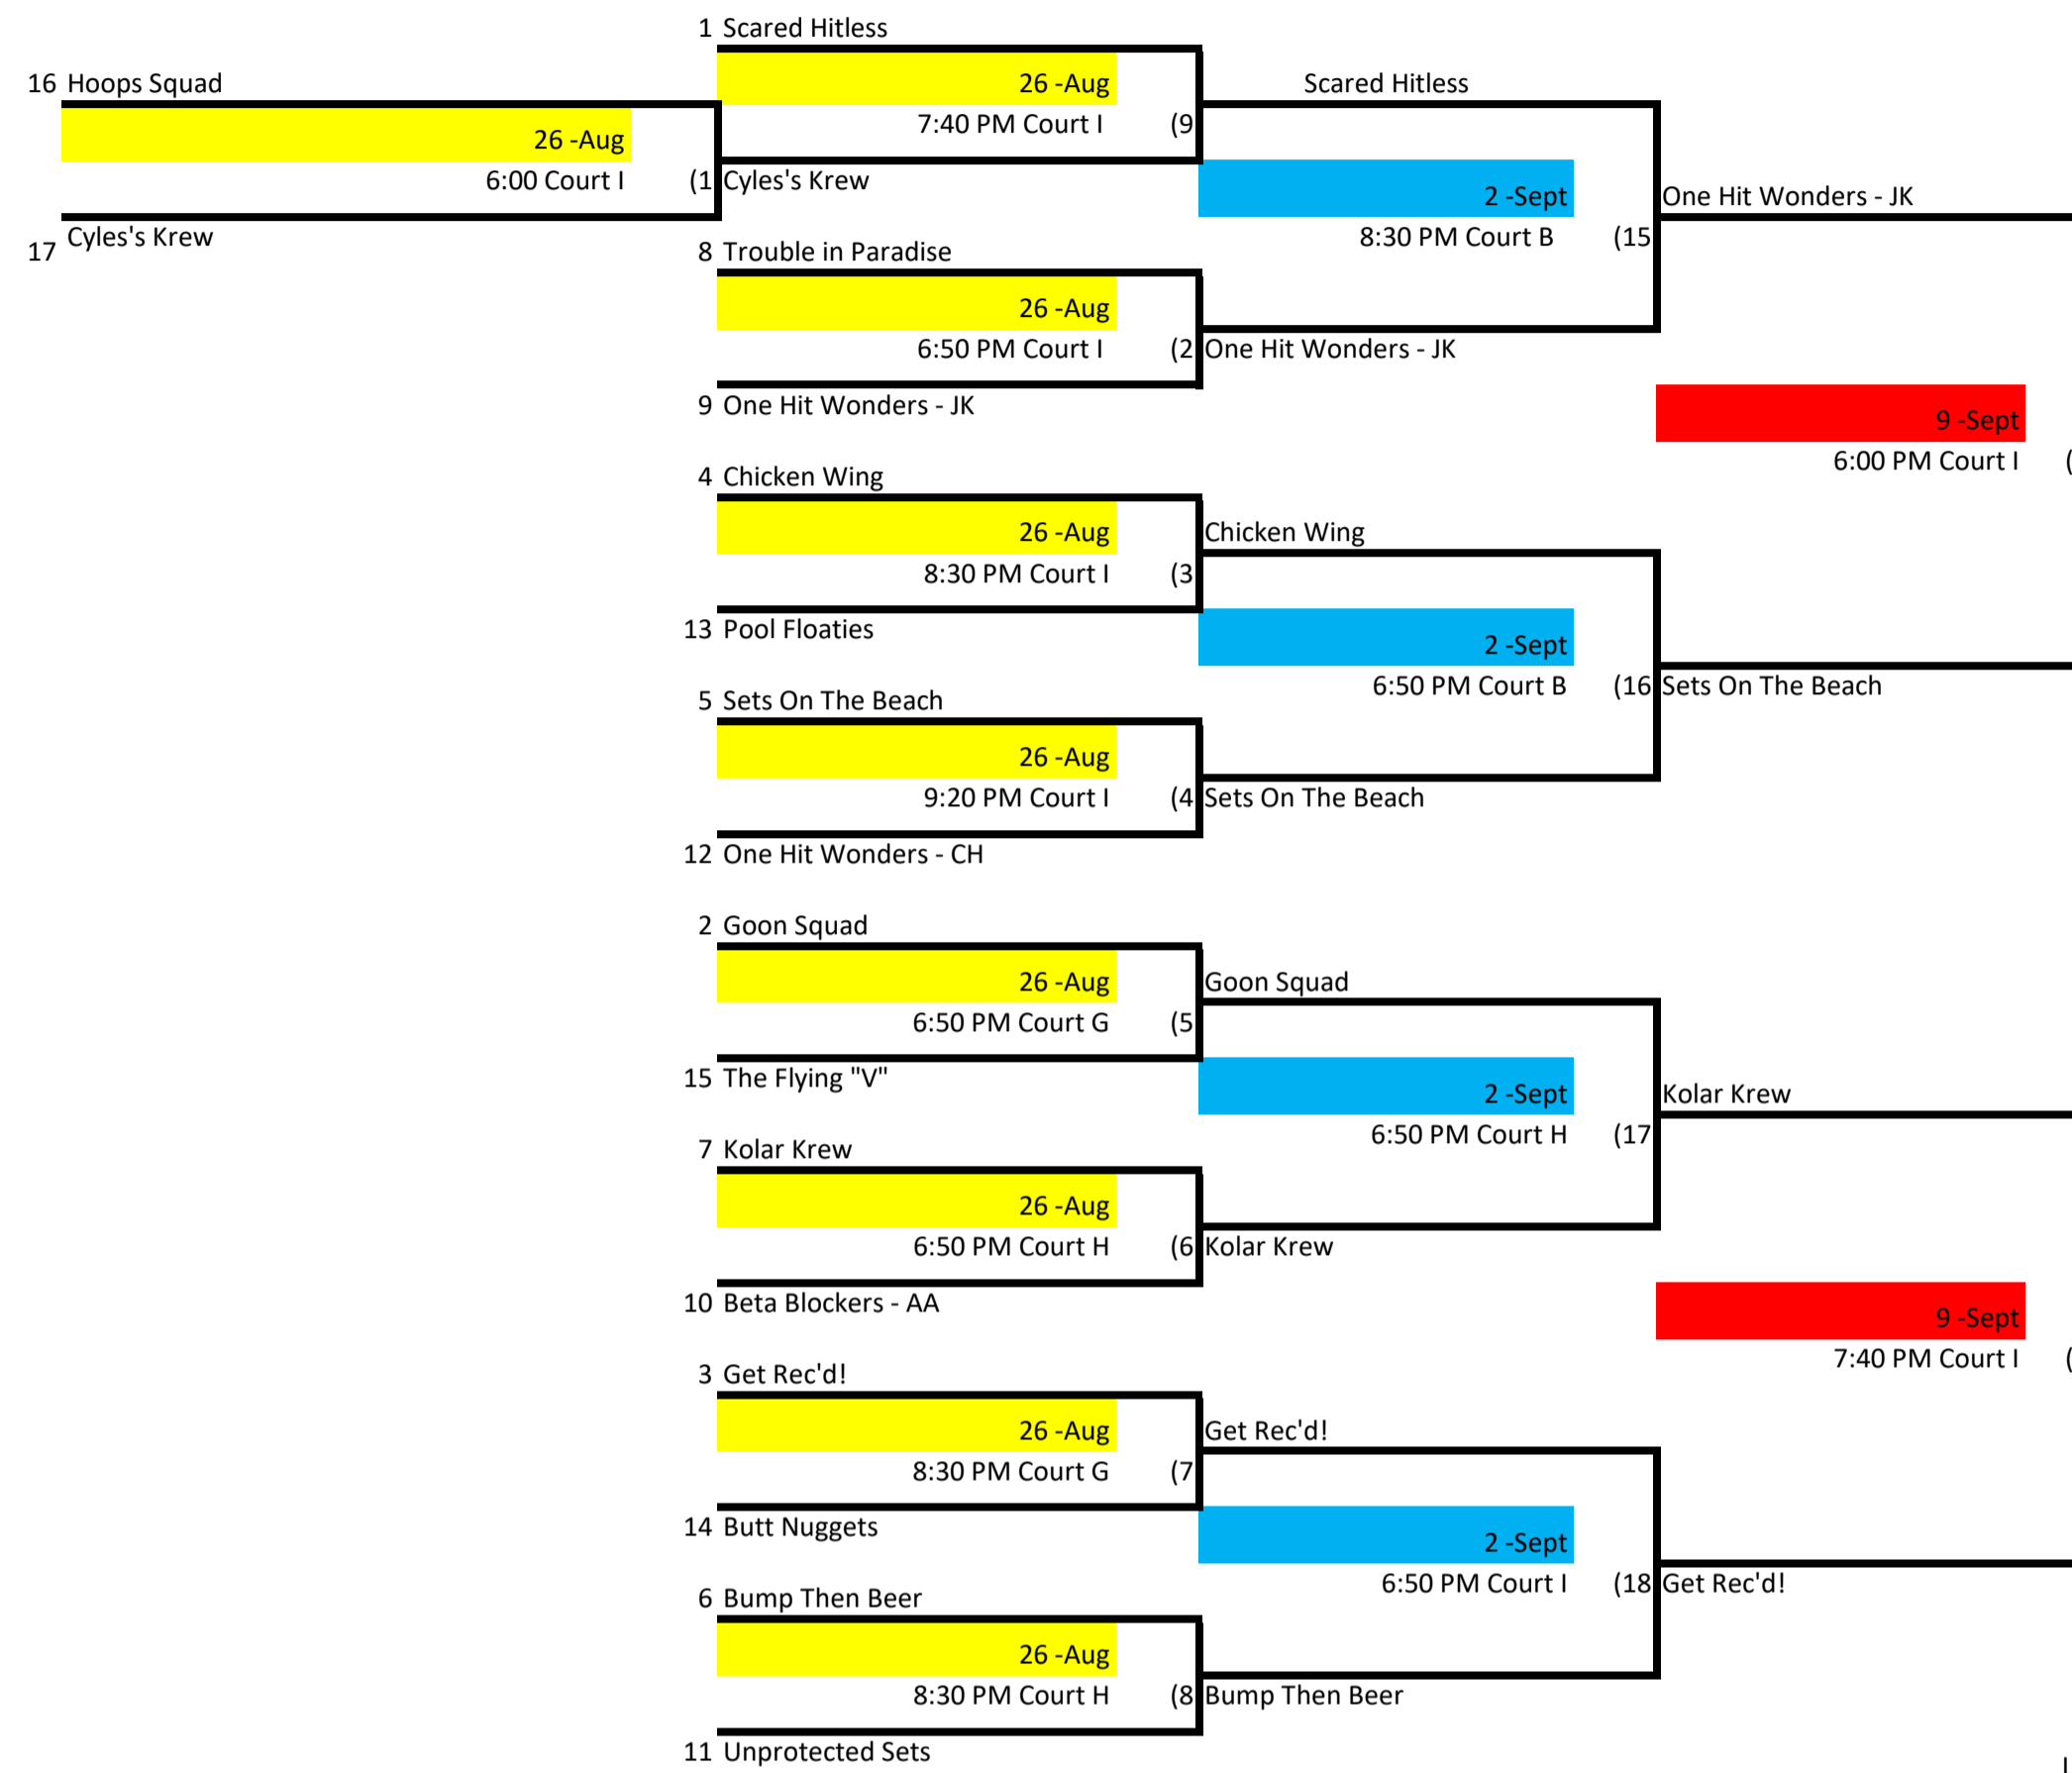 1 Scared Hitless
16 Hoops Squad
26 -Aug
Scared Hitless
26 -Aug
7:40 PM Court I (9
6:00 Court I (1
Cyles's Krew
17 Cyles's Krew
2 -Sept
One Hit Wonders - JK
8:30 PM Court B (15
8 Trouble in Paradise
26 -Aug
6:50 PM Court I (2
One Hit Wonders - JK
9 One Hit Wonders - JK
9 -Sept
6:00 PM Court I (
4 Chicken Wing
26 -Aug
Chicken Wing
8:30 PM Court I (3
13 Pool Floaties
2 -Sept
6:50 PM Court B (16
Sets On The Beach
5 Sets On The Beach
26 -Aug
9:20 PM Court I (4
Sets On The Beach
12 One Hit Wonders - CH
2 Goon Squad
26 -Aug
Goon Squad
6:50 PM Court G (5
15 The Flying "V"
2 -Sept
Kolar Krew
6:50 PM Court H (17
7 Kolar Krew
26 -Aug
6:50 PM Court H (6
Kolar Krew
10 Beta Blockers - AA
9 -Sept
7:40 PM Court I (
3 Get Rec'd!
26 -Aug
Get Rec'd!
8:30 PM Court G (7
14 Butt Nuggets
2 -Sept
6:50 PM Court I (18
Get Rec'd!
6 Bump Then Beer
26 -Aug
8:30 PM Court H (8
Bump Then Beer
11 Unprotected Sets